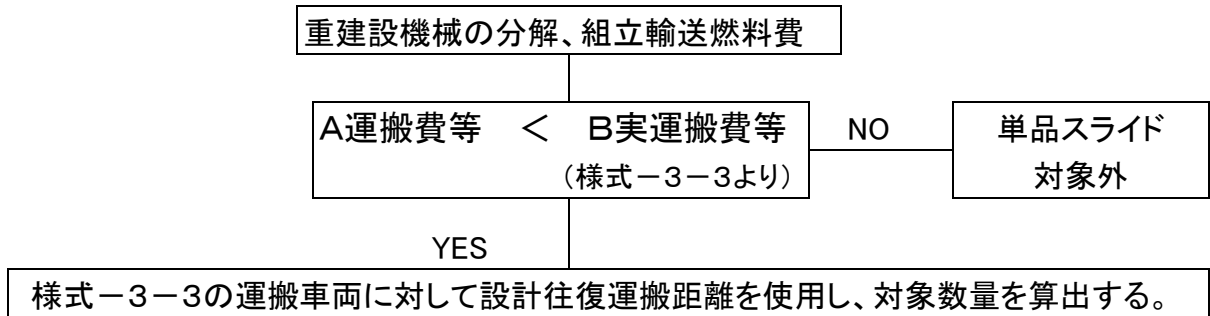 重建設機械の分解、組立輸送燃料費
A運搬費等 < B実運搬費等
NO
単品スライド
(様式-3-3より)
対象外
YES
様式-3-3の運搬車両に対して設計往復運搬距離を使用し、対象数量を算出する。